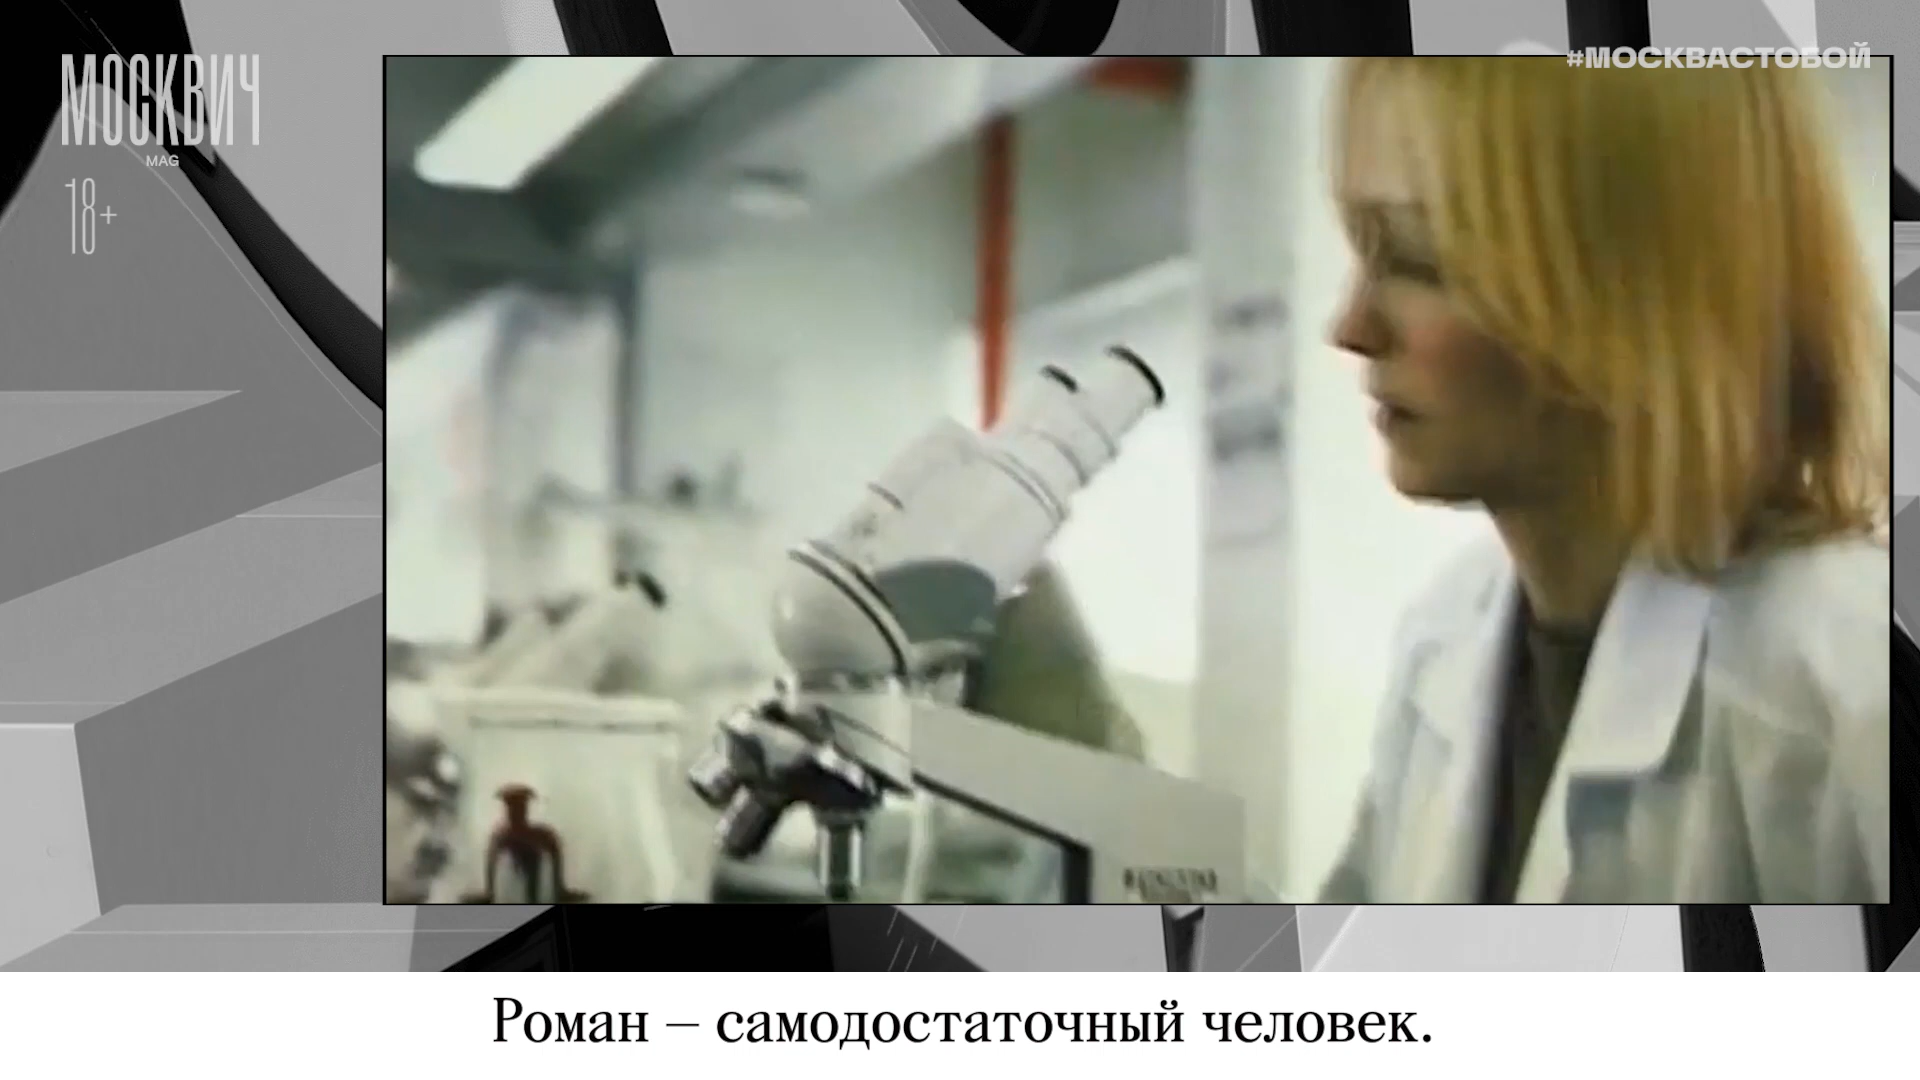 МОСКВИЧ
MAG
18+
#МОСКВАСТОБОЙ
Роман – самодостаточный человек.